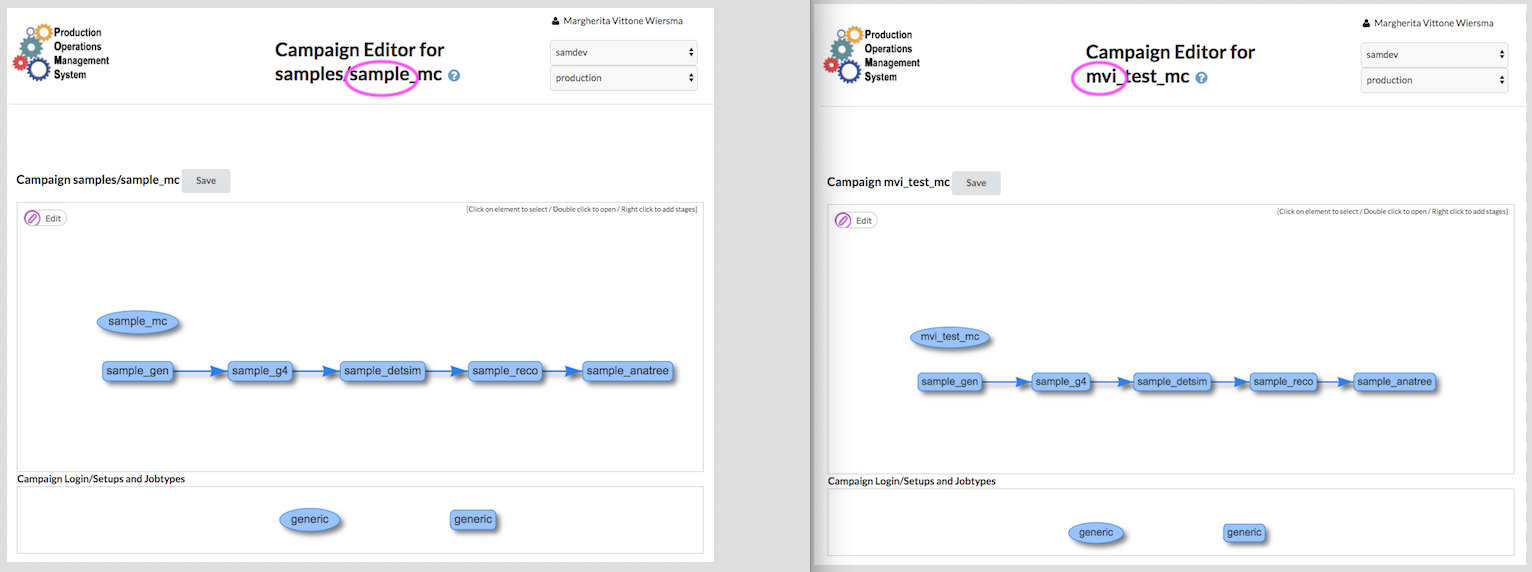 Production
Operations
Management
System
Campaign Editor for
samples/sample_mc
Margherita Vittone Wiersma
samdev
production
Campaign samples/sample_mc Save
Edit
[Click on element to select / Double click to open / Right click to add stages]
sample_mc
sample_gen sample_g4 sample_detsim sample_reco sample_anatree
Campaign Login/Setups and Jobtypes
generic generic
Production
Operations
Management
System
Campaign Editor for
mvi_test_mc
Margherita Vittone Wiersma
samdev
production
Campaign mvi_test_mc Save
Edit
[Click on element to select / Double click to open / Right click to add stages]
mvi_test_mc
sample_gen sample_g4 sample_detsim sample_reco sample_anatree
Campaign Login/Setups and Jobtypes
generic generic